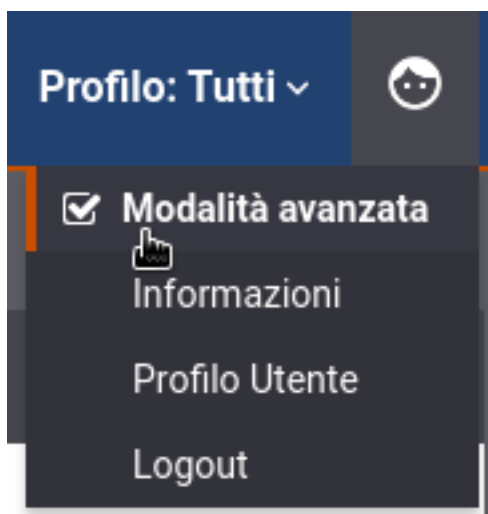 Profilo: Tutti
Modalità avanzata
Informazioni
Profilo Utente
Logout